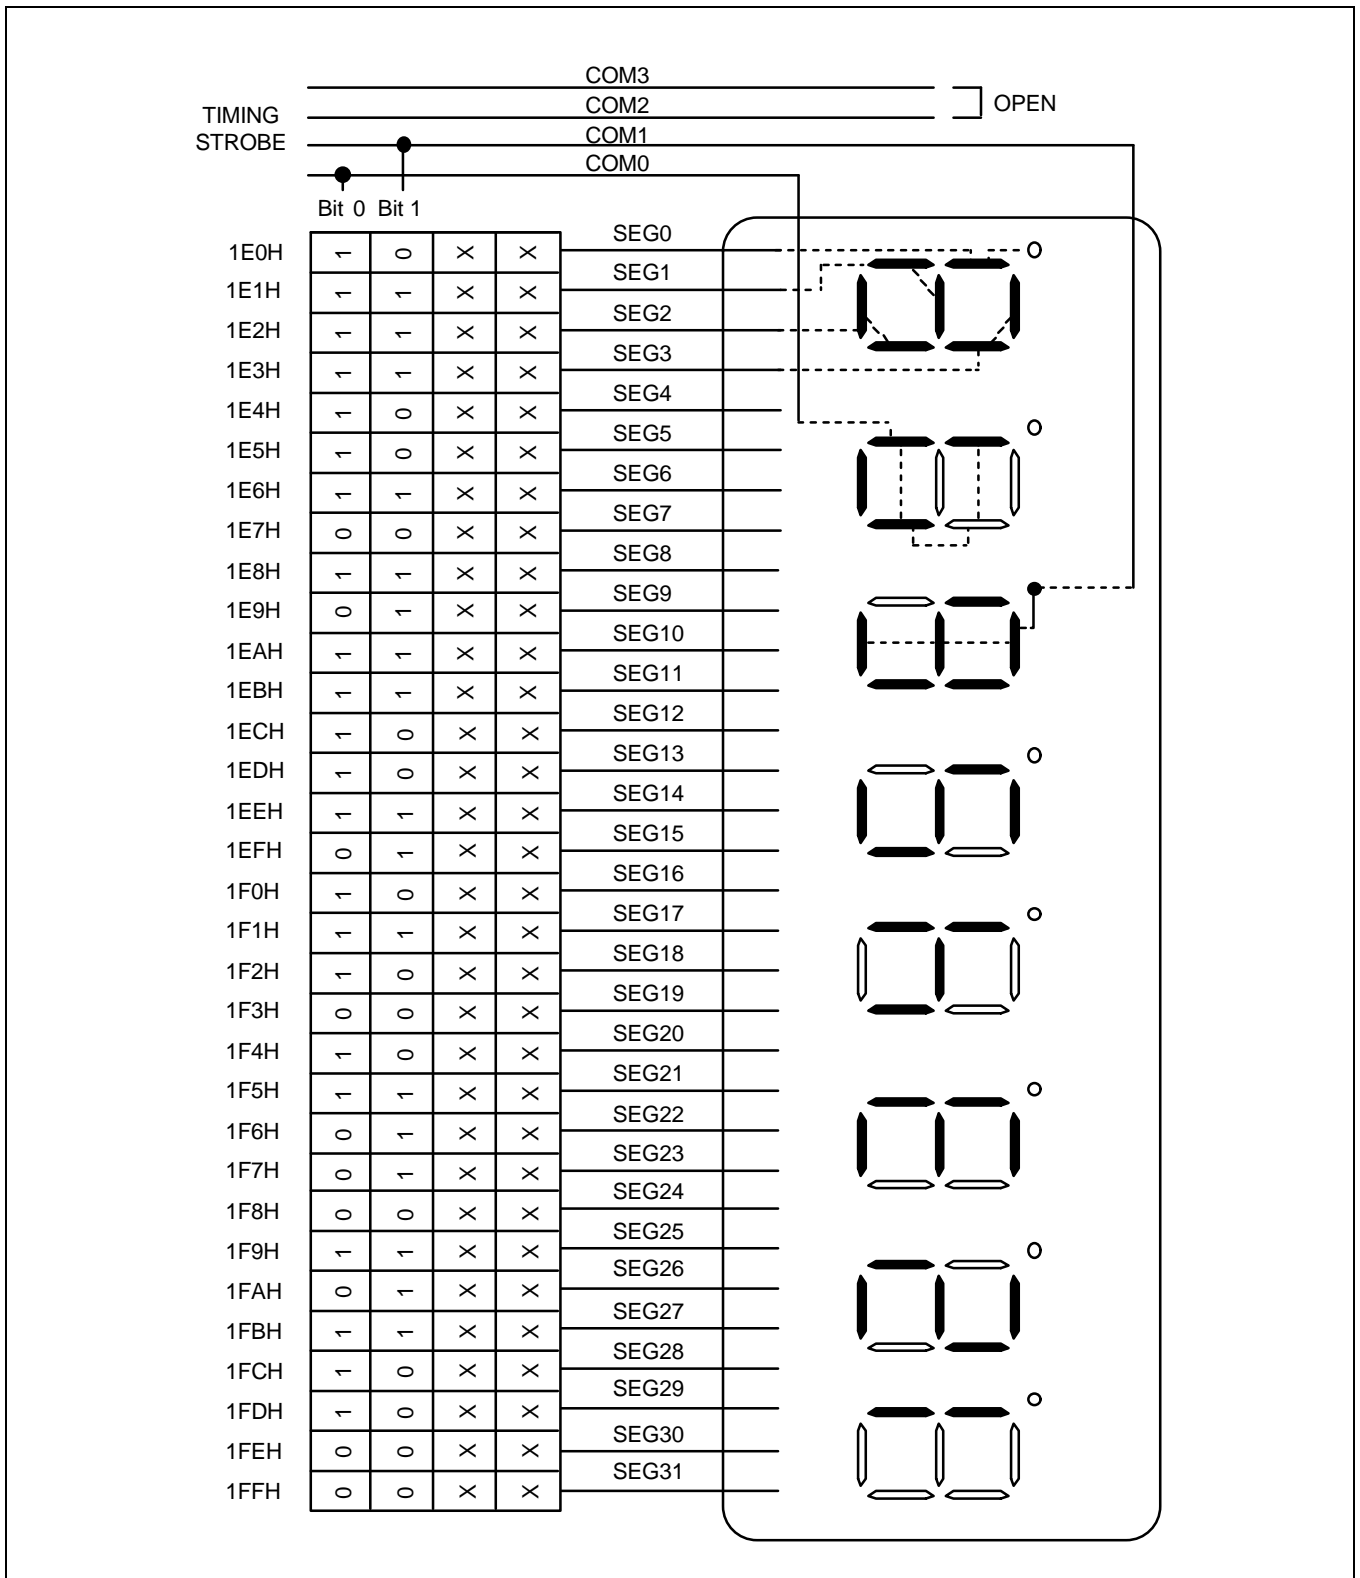 COM3
COM2
OPEN
TIMING
STROBE
COM1
COM0
Bit 0 Bit 1
1E0H 1 0 X X SEG0
1E1H 1 1 X X SEG1
1E2H 1 1 X X SEG2
1E3H 1 1 X X SEG3
1E4H 1 0 X X SEG4
1E5H 1 0 X X SEG5
1E6H 1 1 X X SEG6
1E7H 0 0 X X SEG7
1E8H 1 1 X X SEG8
1E9H 0 1 X X SEG9
1EAH 1 1 X X SEG10
1EBH 1 1 X X SEG11
1ECH 1 0 X X SEG12
1EDH 1 0 X X SEG13
1EEH 1 1 X X SEG14
1EFH 0 1 X X SEG15
1F0H 1 0 X X SEG16
1F1H 1 1 X X SEG17
1F2H 1 0 X X SEG18
1F3H 0 0 X X SEG19
1F4H 1 0 X X SEG20
1F5H 1 1 X X SEG21
1F6H 0 1 X X SEG22
1F7H 0 1 X X SEG23
1F8H 0 0 X X SEG24
1F9H 1 1 X X SEG25
1FAH 0 1 X X SEG26
1FBH 1 1 X X SEG27
1FCH 1 0 X X SEG28
1FDH 1 0 X X SEG29
1FEH 0 0 X X SEG30
1FFH 0 0 X X SEG31